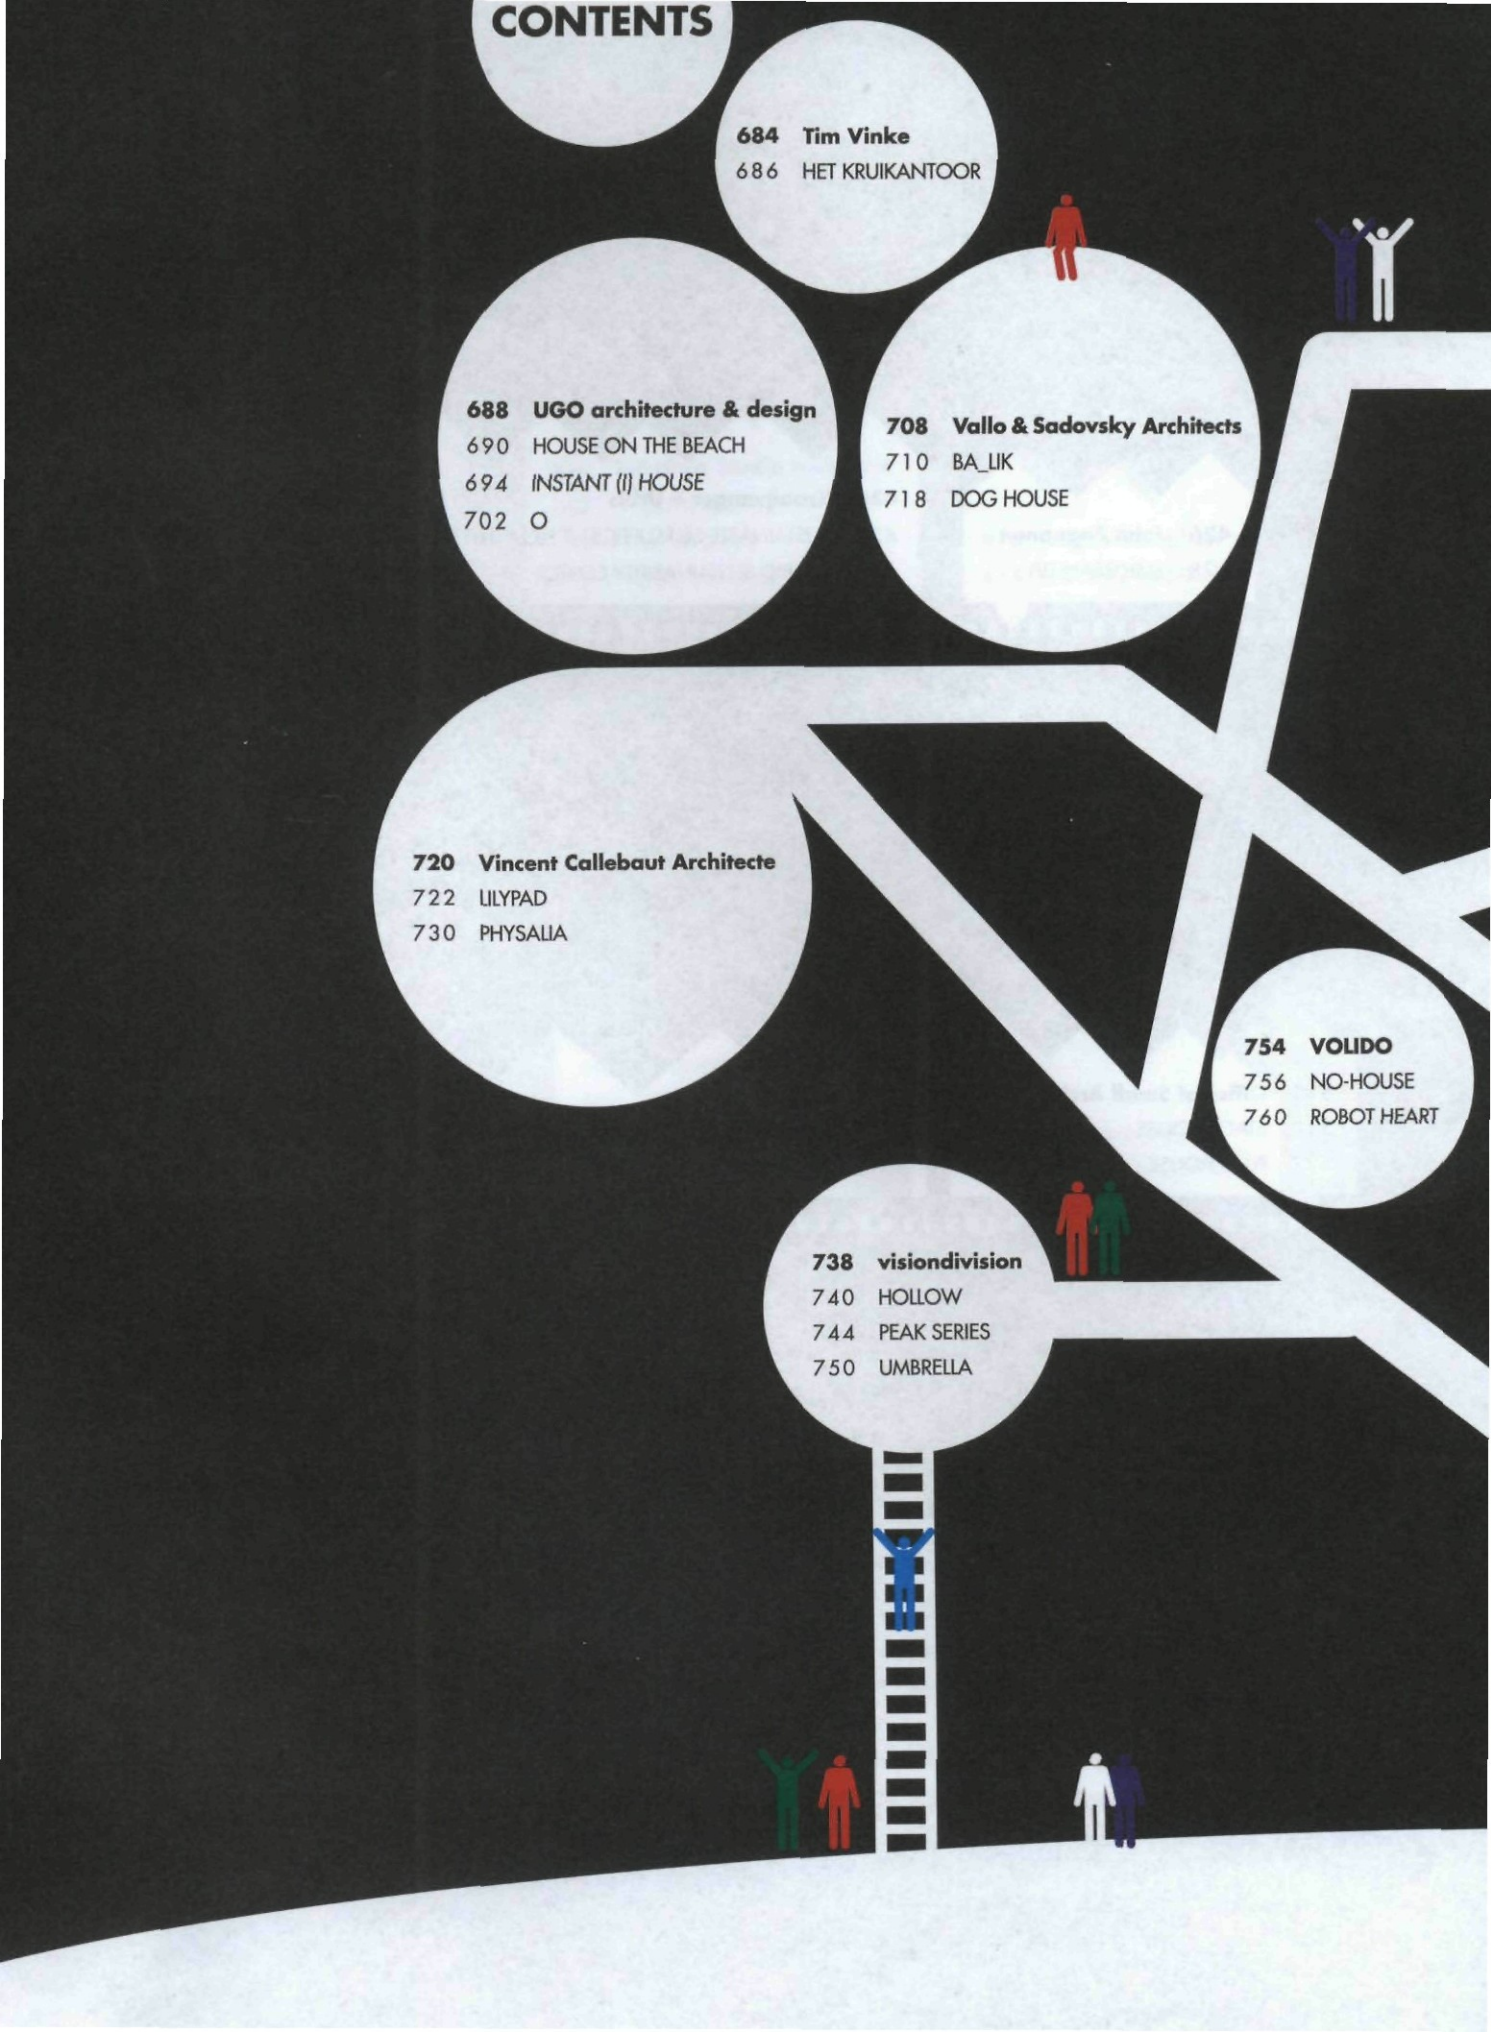 CONTENTS
684 Tim Vinke
686 HET KRUIKANTOOR
688 UGO architecture & design
690 HOUSE ON THE BEACH
694 INSTANT (I) HOUSE
702 O
708 Vallo & Sadovsky Architects
710 BA_LIK
718 DOG HOUSE
720 Vincent Callebaut Architecte
722 LILYPAD
730 PHYSALIA
738 visiondivision
740 HOLLOW
744 PEAK SERIES
750 UMBRELLA
754 VOLIDO
756 NO-HOUSE
760 ROBOT HEART